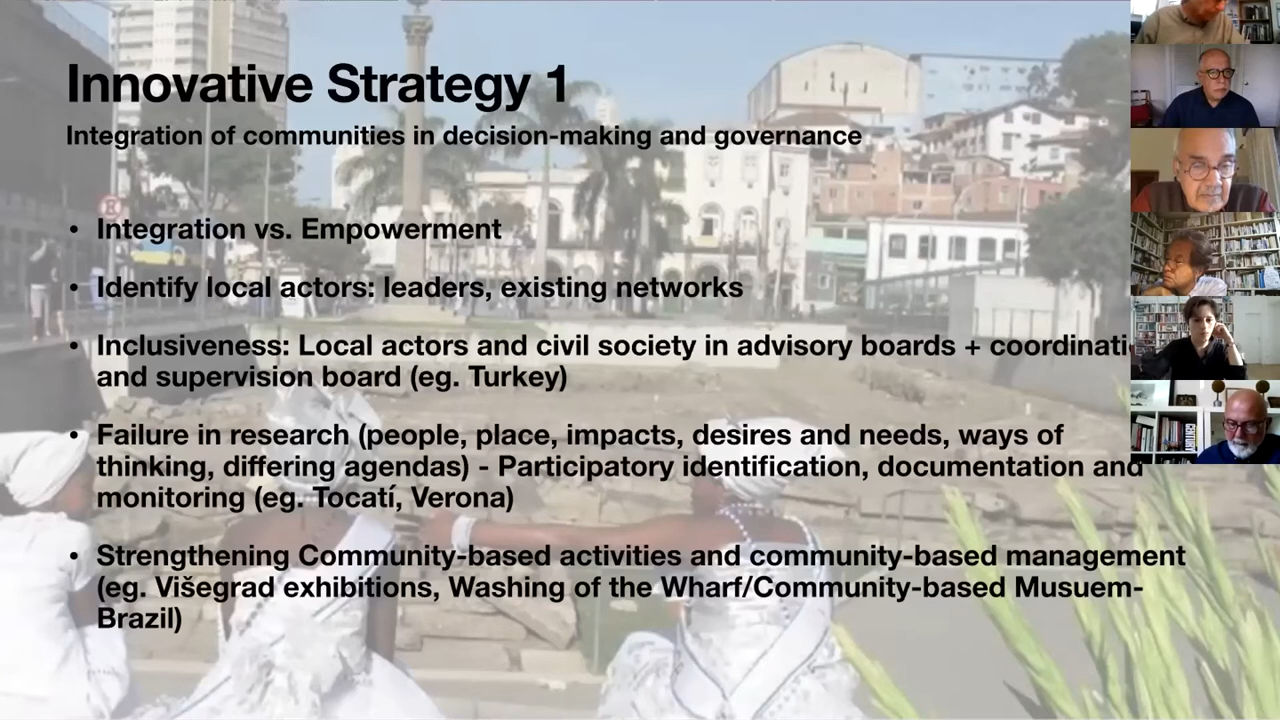 Innovative Strategy 1
Integration of communities in decision-making and governance
• Integration vs. Empowerment
• Identify local actors: leaders, existing networks
• Inclusiveness: Local actors and civil society in advisory boards + coordinati
and supervision board (eg. Turkey)
• Failure in research (people, place, impacts, desires and needs, ways of
thinking, differing agendas) - Participatory identification, documentation and
monitoring (eg. Tocatí, Verona)
• Strengthening Community-based activities and community-based management
(eg. Višegrad exhibitions, Washing of the Wharf/Community-based Musuem-
Brazil)